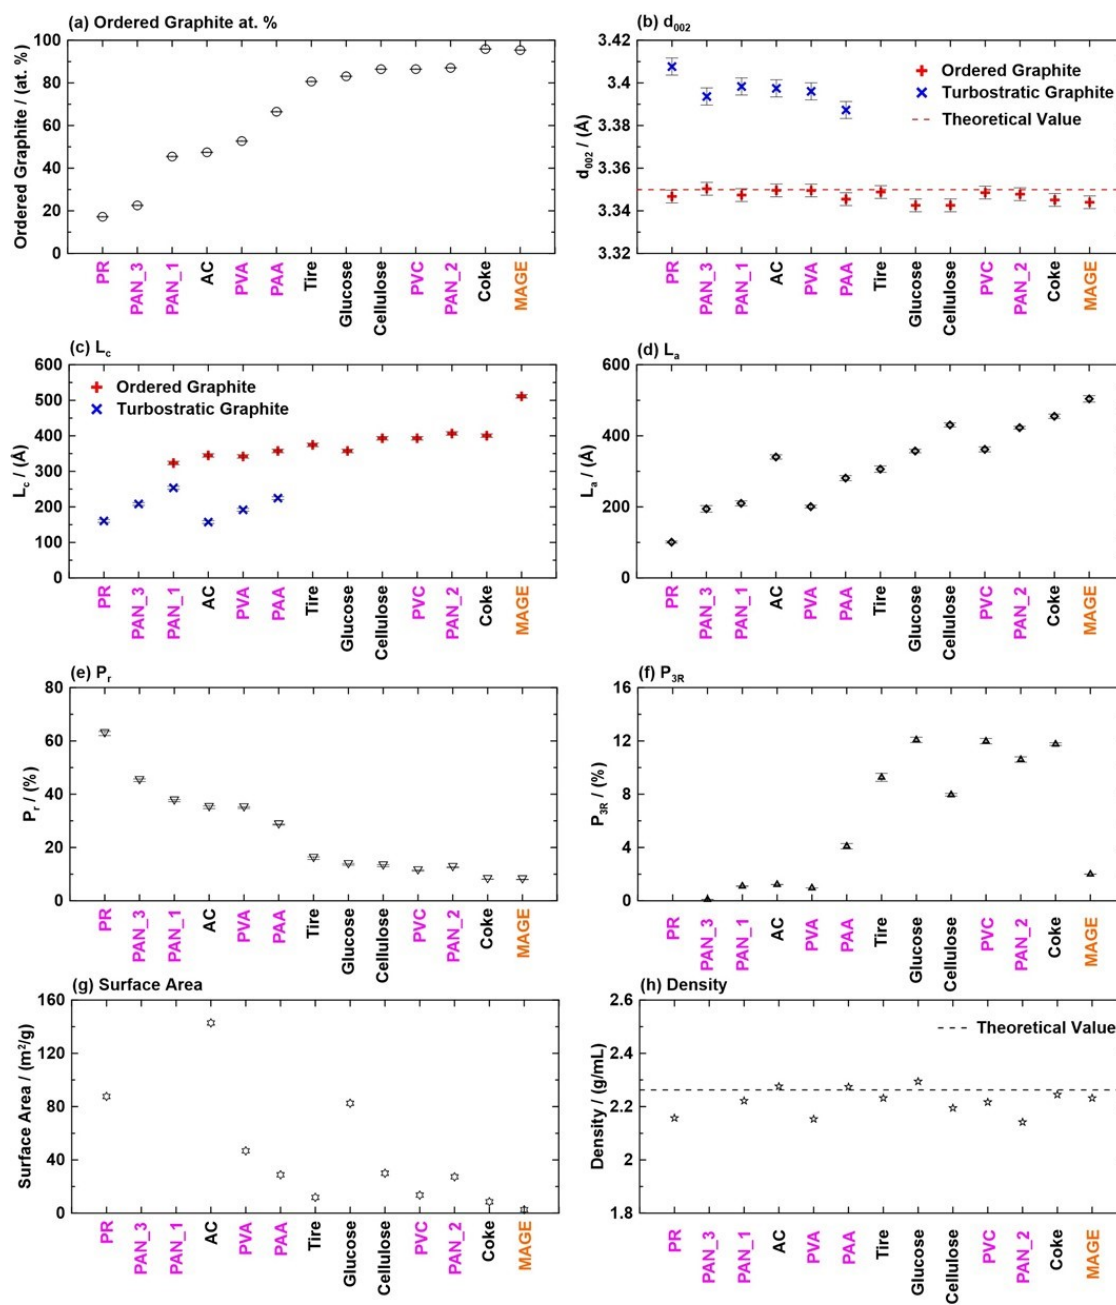 (a) Ordered Graphite at. %
Ordered Graphite / (at. %)
100
80
60
40
20
0
PR
PAN_3
PAN_1
AC
PVA
PAA
Tire
Glucose
Cellulose
PVC
PAN_2
Coke
MAGE
(b) d002
d002 / (Å)
3.42
3.4
3.38
3.36
3.34
3.32
Ordered Graphite
Turbostratic Graphite
Theoretical Value
PR
PAN_3
PAN_1
AC
PVA
PAA
Tire
Glucose
Cellulose
PVC
PAN_2
Coke
MAGE
(c) Lc
Lc / (Å)
600
500
400
300
200
100
0
Ordered Graphite
Turbostratic Graphite
PR
PAN_3
PAN_1
AC
PVA
PAA
Tire
Glucose
Cellulose
PVC
PAN_2
Coke
MAGE
(d) La
La / (Å)
600
400
200
0
PR
PAN_3
PAN_1
AC
PVA
PAA
Tire
Glucose
Cellulose
PVC
PAN_2
Coke
MAGE
(e) Pr
Pr / (%)
80
60
40
20
0
PR
PAN_3
PAN_1
AC
PVA
PAA
Tire
Glucose
Cellulose
PVC
PAN_2
Coke
MAGE
(f) P3R
P3R / (%)
16
12
8
4
0
PR
PAN_3
PAN_1
AC
PVA
PAA
Tire
Glucose
Cellulose
PVC
PAN_2
Coke
MAGE
(g) Surface Area
Surface Area / (m²/g)
160
120
80
40
0
PR
PAN_3
PAN_1
AC
PVA
PAA
Tire
Glucose
Cellulose
PVC
PAN_2
Coke
MAGE
(h) Density
Density / (g/mL)
2.6
2.4
2.2
2
1.8
Theoretical Value
PR
PAN_3
PAN_1
AC
PVA
PAA
Tire
Glucose
Cellulose
PVC
PAN_2
Coke
MAGE